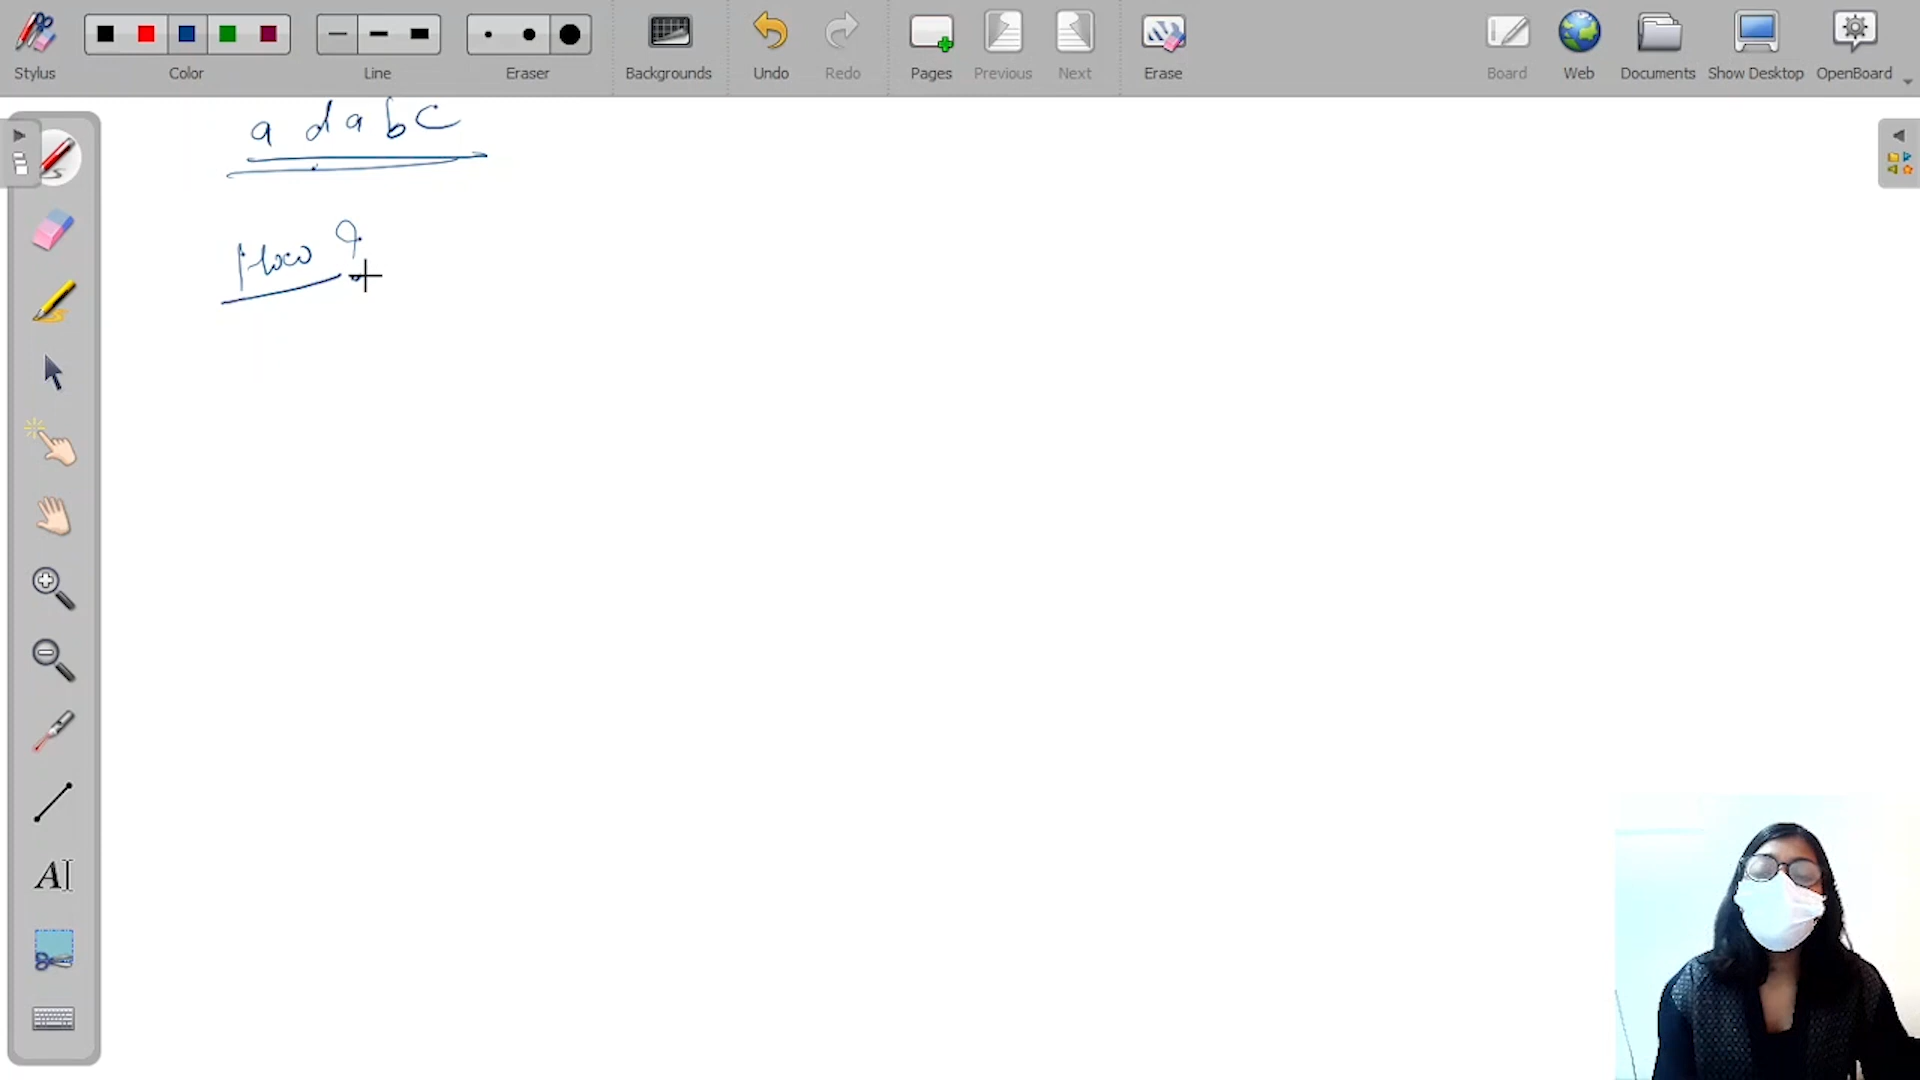 Stylus Color Line Eraser Backgrounds Undo Redo Pages Previous Next Erase Board Web Documents Show Desktop OpenBoard
a d a b c
How ?
A